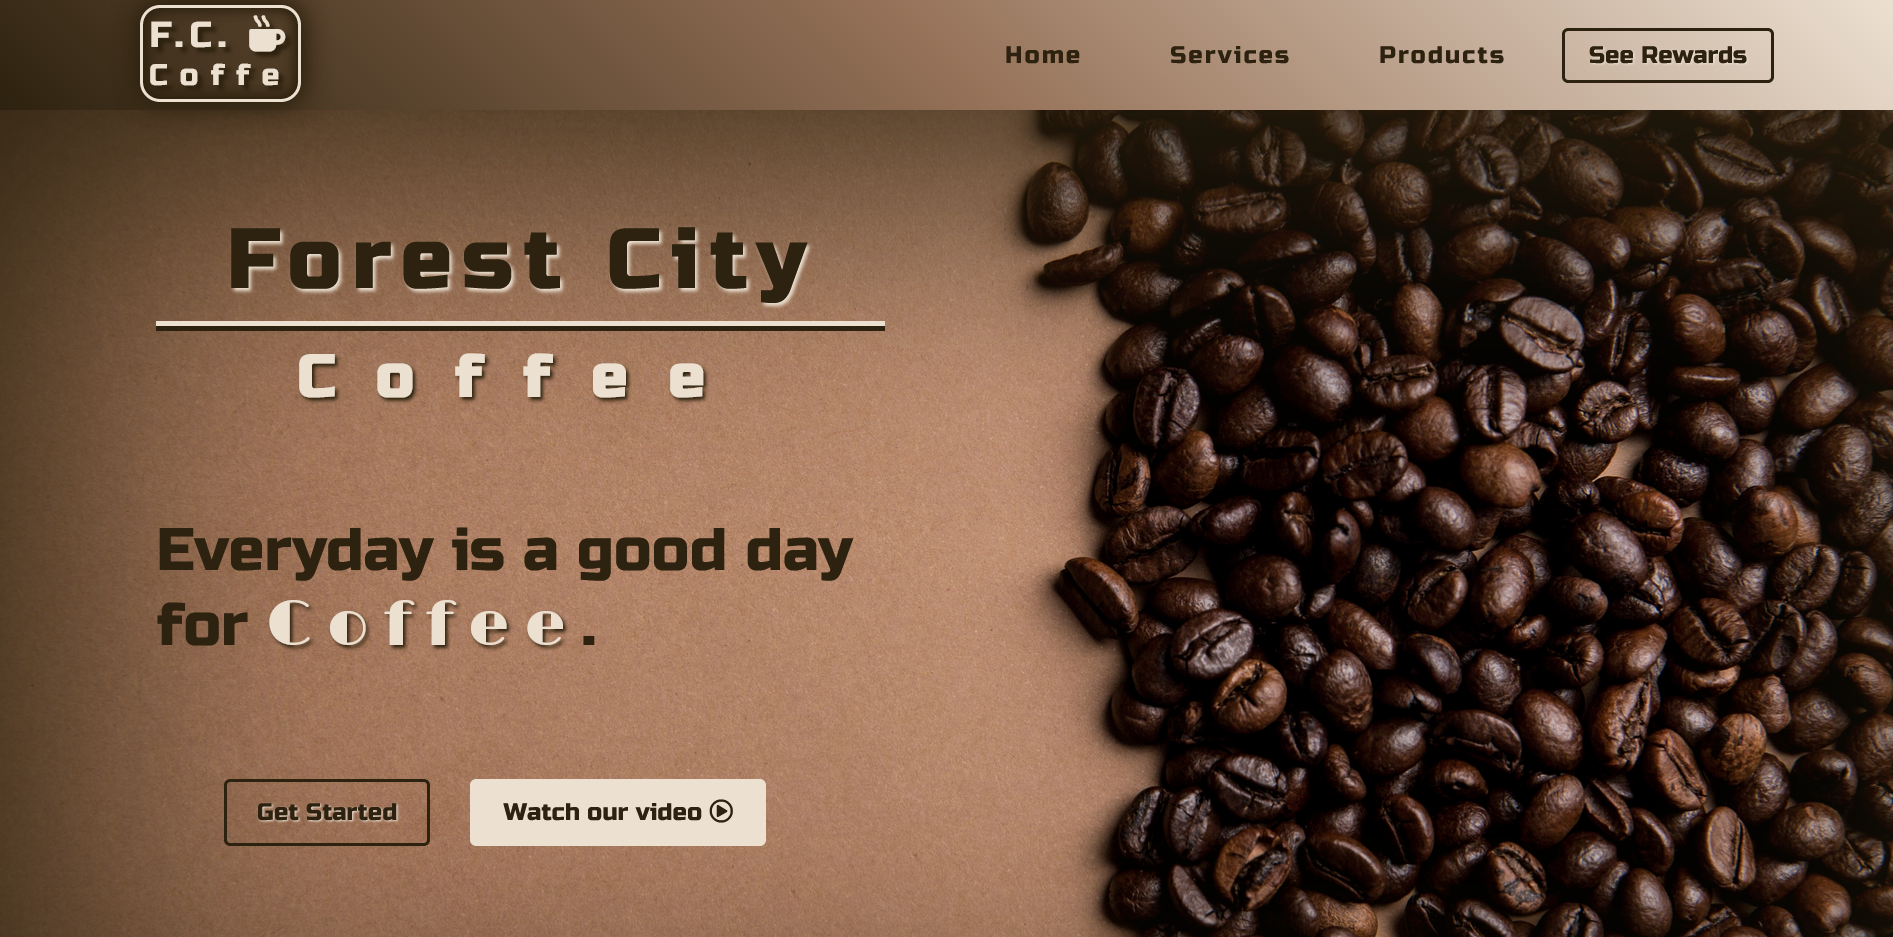 F.C.
Coffe
Home Services Products See Rewards
Forest City
Coffee
Everyday is a good day
for Coffee.
Get Started Watch our video